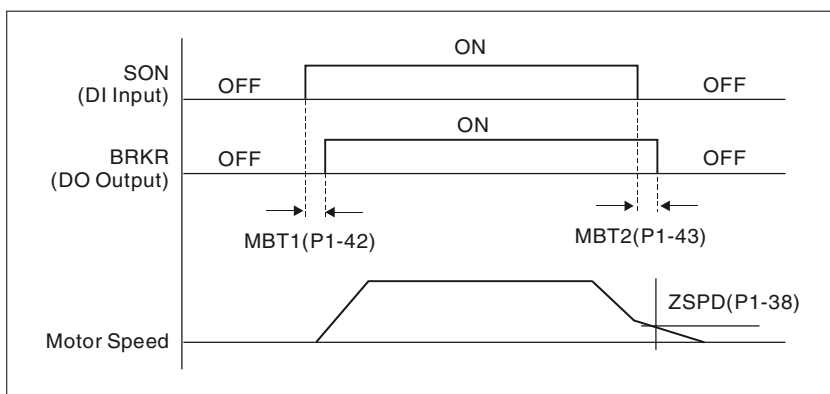 ON
SON
(DI Input)
OFF
OFF
ON
BRKR
(DO Output)
OFF
OFF
MBT1(P1-42)
MBT2(P1-43)
ZSPD(P1-38)
Motor Speed